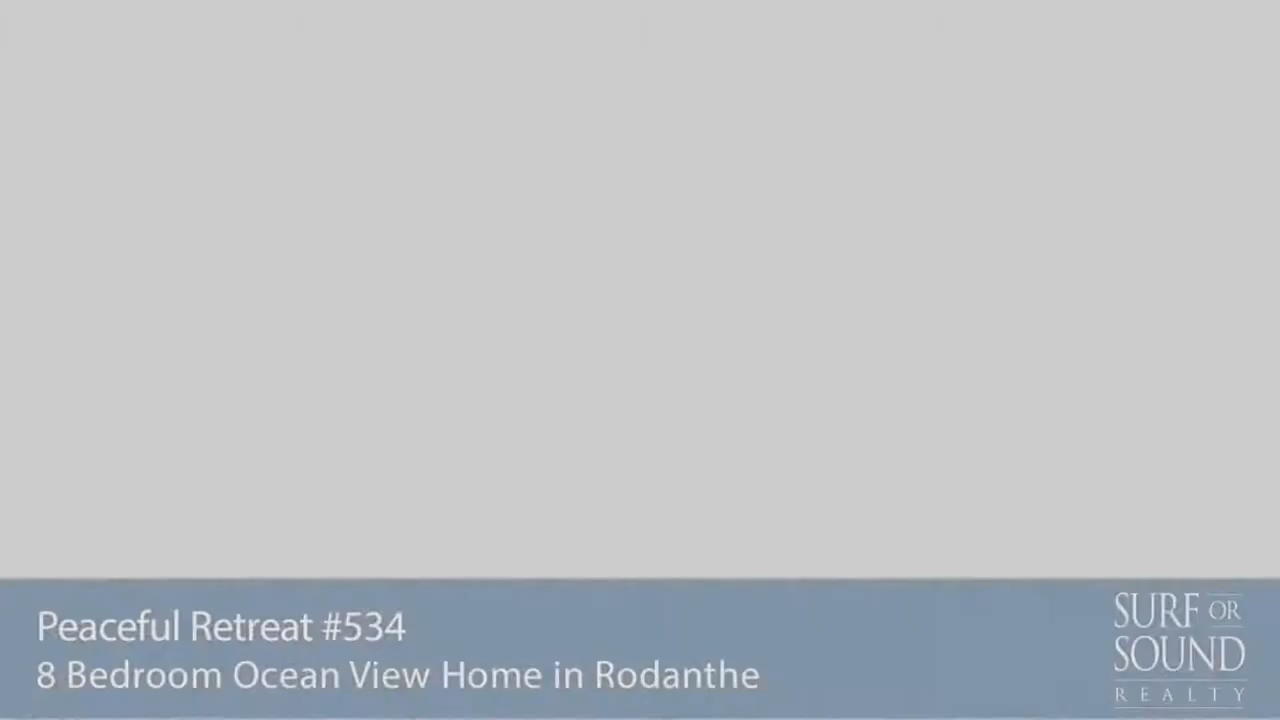 Peaceful Retreat #534
8 Bedroom Ocean View Home in Rodanthe
SURF OR
SOUND
REALTY